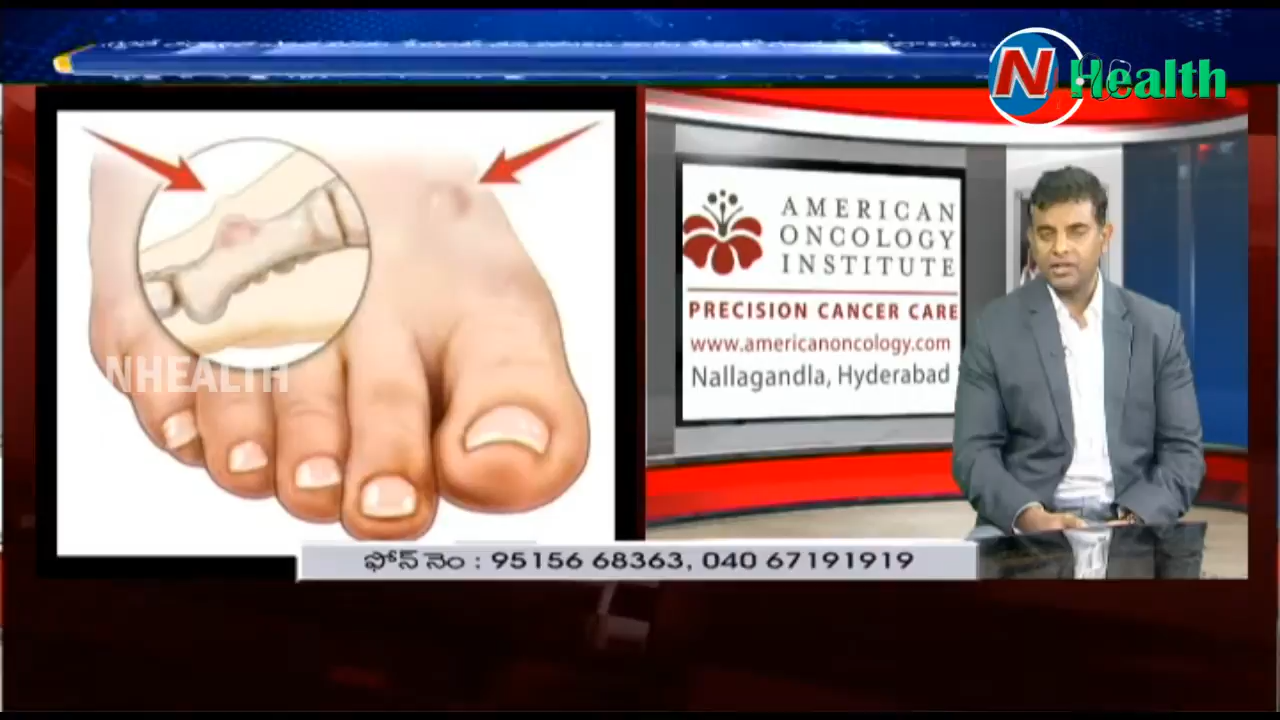 N Health
AMERICAN
ONCOLOGY
INSTITUTE
PRECISION CANCER CARE
www.americanoncology.com
Nallagandla, Hyderabad
NHEALTH
ఫోన్ నెం : 95156 68363, 040 67191919